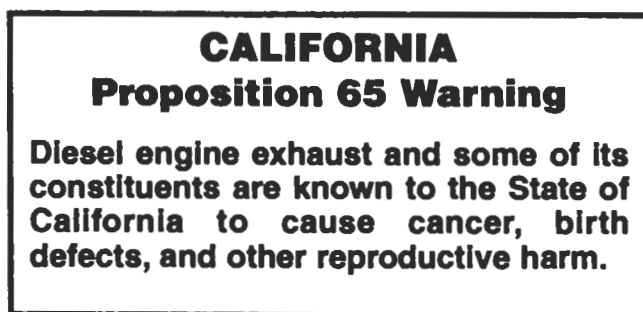 CALIFORNIA
Proposition 65 Warning
Diesel engine exhaust and some of its
constituents are known to the State of
California to cause cancer, birth
defects, and other reproductive harm.